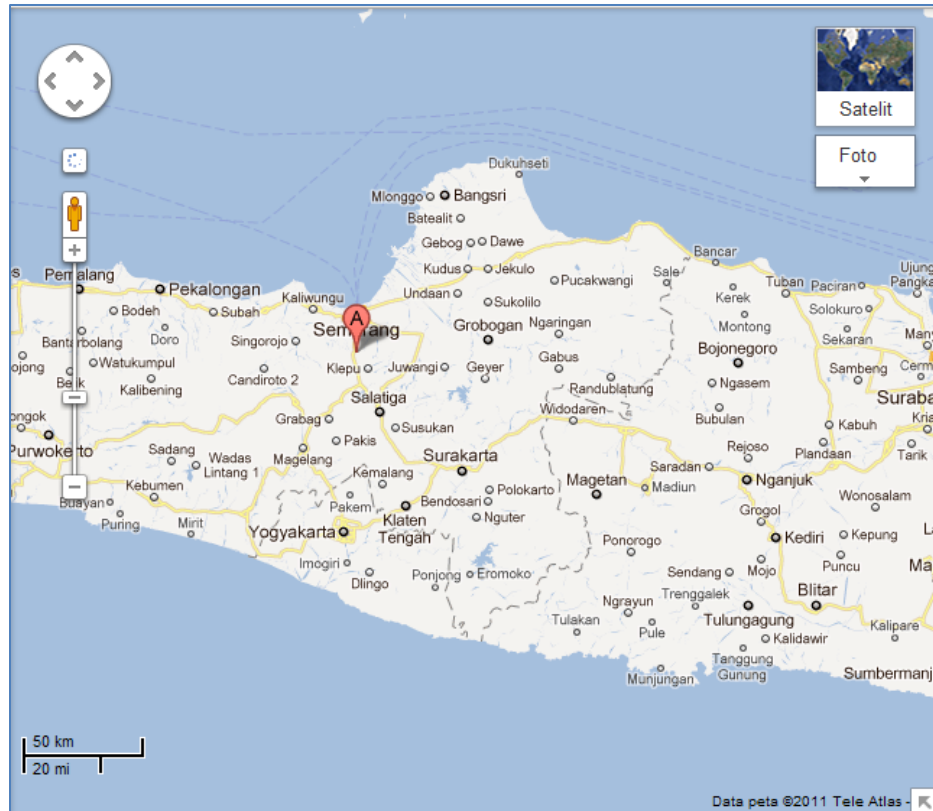 Satelit
Foto
Dukuhseti
Mlonggo
Bangsri
Batealit
Gebog
Dawe
Bancar
Kudus
Jekulo
Pucakwangi
Sale
Pemalang
Pekalongan
Undaan
Kaliwungu
Sukolilo
Kerek
Tuban
Paciran
Bodeh
Subah
Semarang
A
Grobogan
Ngaringan
Montong
Solokuro
Doro
Singorojo
Sekaran
Bantarbolang
Bojonegoro
Watukumpul
Klepu
Juwangi
Geyer
Gabus
Sambeng
Kalibening
Candiroto 2
Randublatung
Ngasem
Salatiga
Widodaren
Bubulan
Grabag
Susukan
Kabuh
Pakis
Purwokerto
Sadang
Magelang
Surakarta
Rejoso
Plandaan
Tarik
Wadas
Lintang 1
Kemalang
Saradan
Magetan
Madiun
Nganjuk
Kebumen
Polokarto
Wonosalam
Buayan
Pakem
Bendosari
Klaten
Tengah
Nguter
Grogol
Puring
Mirit
Yogyakarta
Kediri
Kepung
Ponorogo
Puncu
Imogiri
Dlingo
Ponjong
Eromoko
Sendang
Mojo
Trenggalek
Blitar
Ngrayun
Tulungagung
Tulakan
Pule
Kalidawir
Kalipare
Tanggung
Gunung
Munjungan
50 km
20 mi
Data peta ©2011 Tele Atlas -